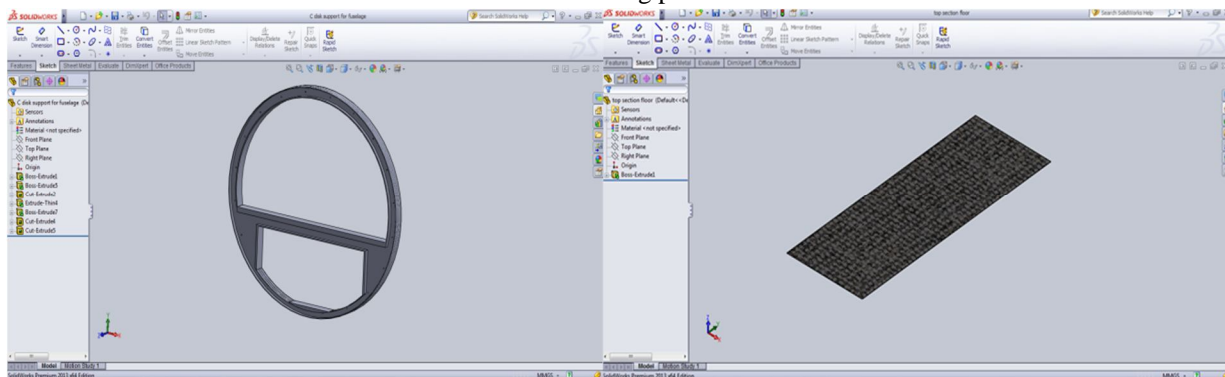 SOLIDWORKS
C disk support for fuselage
Search SolidWorks Help
Sketch
Smart Dimension
Trim Entities
Convert Entities
Offset Entities
Mirror Entities
Linear Sketch Pattern
Move Entities
Display/Delete Relations
Repair Sketch
Quick Snaps
Rapid Sketch
Features
Sketch
Sheet Metal
Evaluate
DimXpert
Office Products
C disk support for fuselage (De
Sensors
Annotations
Material <not specified>
Front Plane
Top Plane
Right Plane
Origin
Boss-Extrude1
Cut-Extrude2
Extrude-Thin4
Boss-Extrude7
Cut-Extrude4
Cut-Extrude5
Model
Motion Study 1
SolidWorks Premium 2013 x64 Edition
MMGS
SOLIDWORKS
top section floor
Search SolidWorks Help
Sketch
Smart Dimension
Trim Entities
Convert Entities
Offset Entities
Mirror Entities
Linear Sketch Pattern
Move Entities
Display/Delete Relations
Repair Sketch
Quick Snaps
Rapid Sketch
Features
Sketch
Sheet Metal
Evaluate
DimXpert
Office Products
top section floor (Default<<De
Sensors
Annotations
Material <not specified>
Front Plane
Top Plane
Right Plane
Origin
Boss-Extrude1
Model
Motion Study 1
SolidWorks Premium 2013 x64 Edition
MMGS